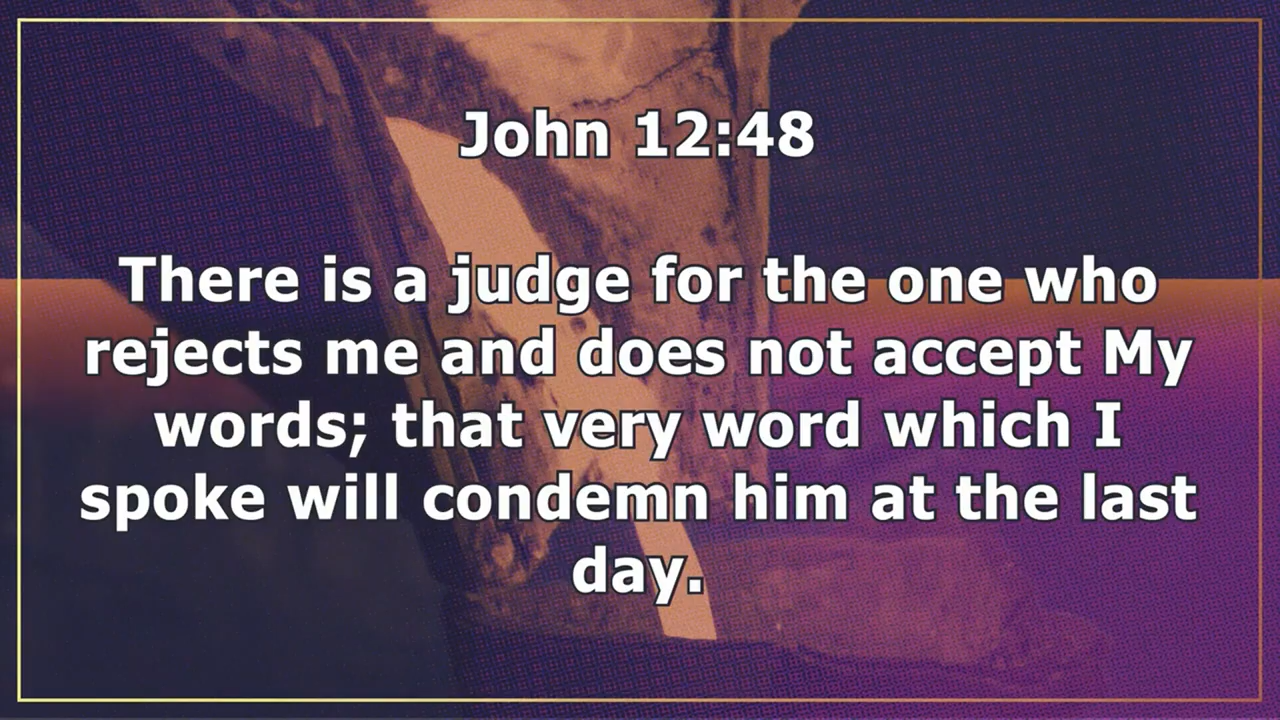 John 12:48
There is a judge for the one who
rejects me and does not accept My
words; that very word which I
spoke will condemn him at the last
day.